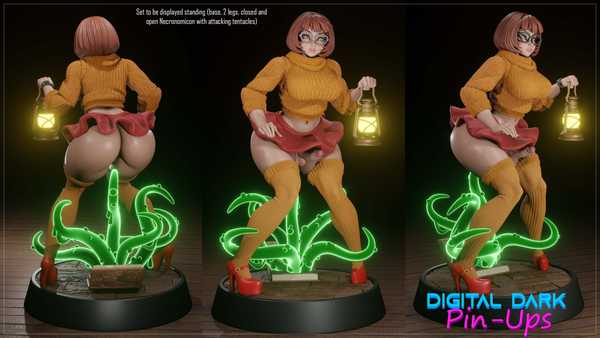 Set to be displayed standing (base, 2 legs, closed and
open Necronomicon with attacking tentacles)
DIGITAL DARK
Pin-Ups